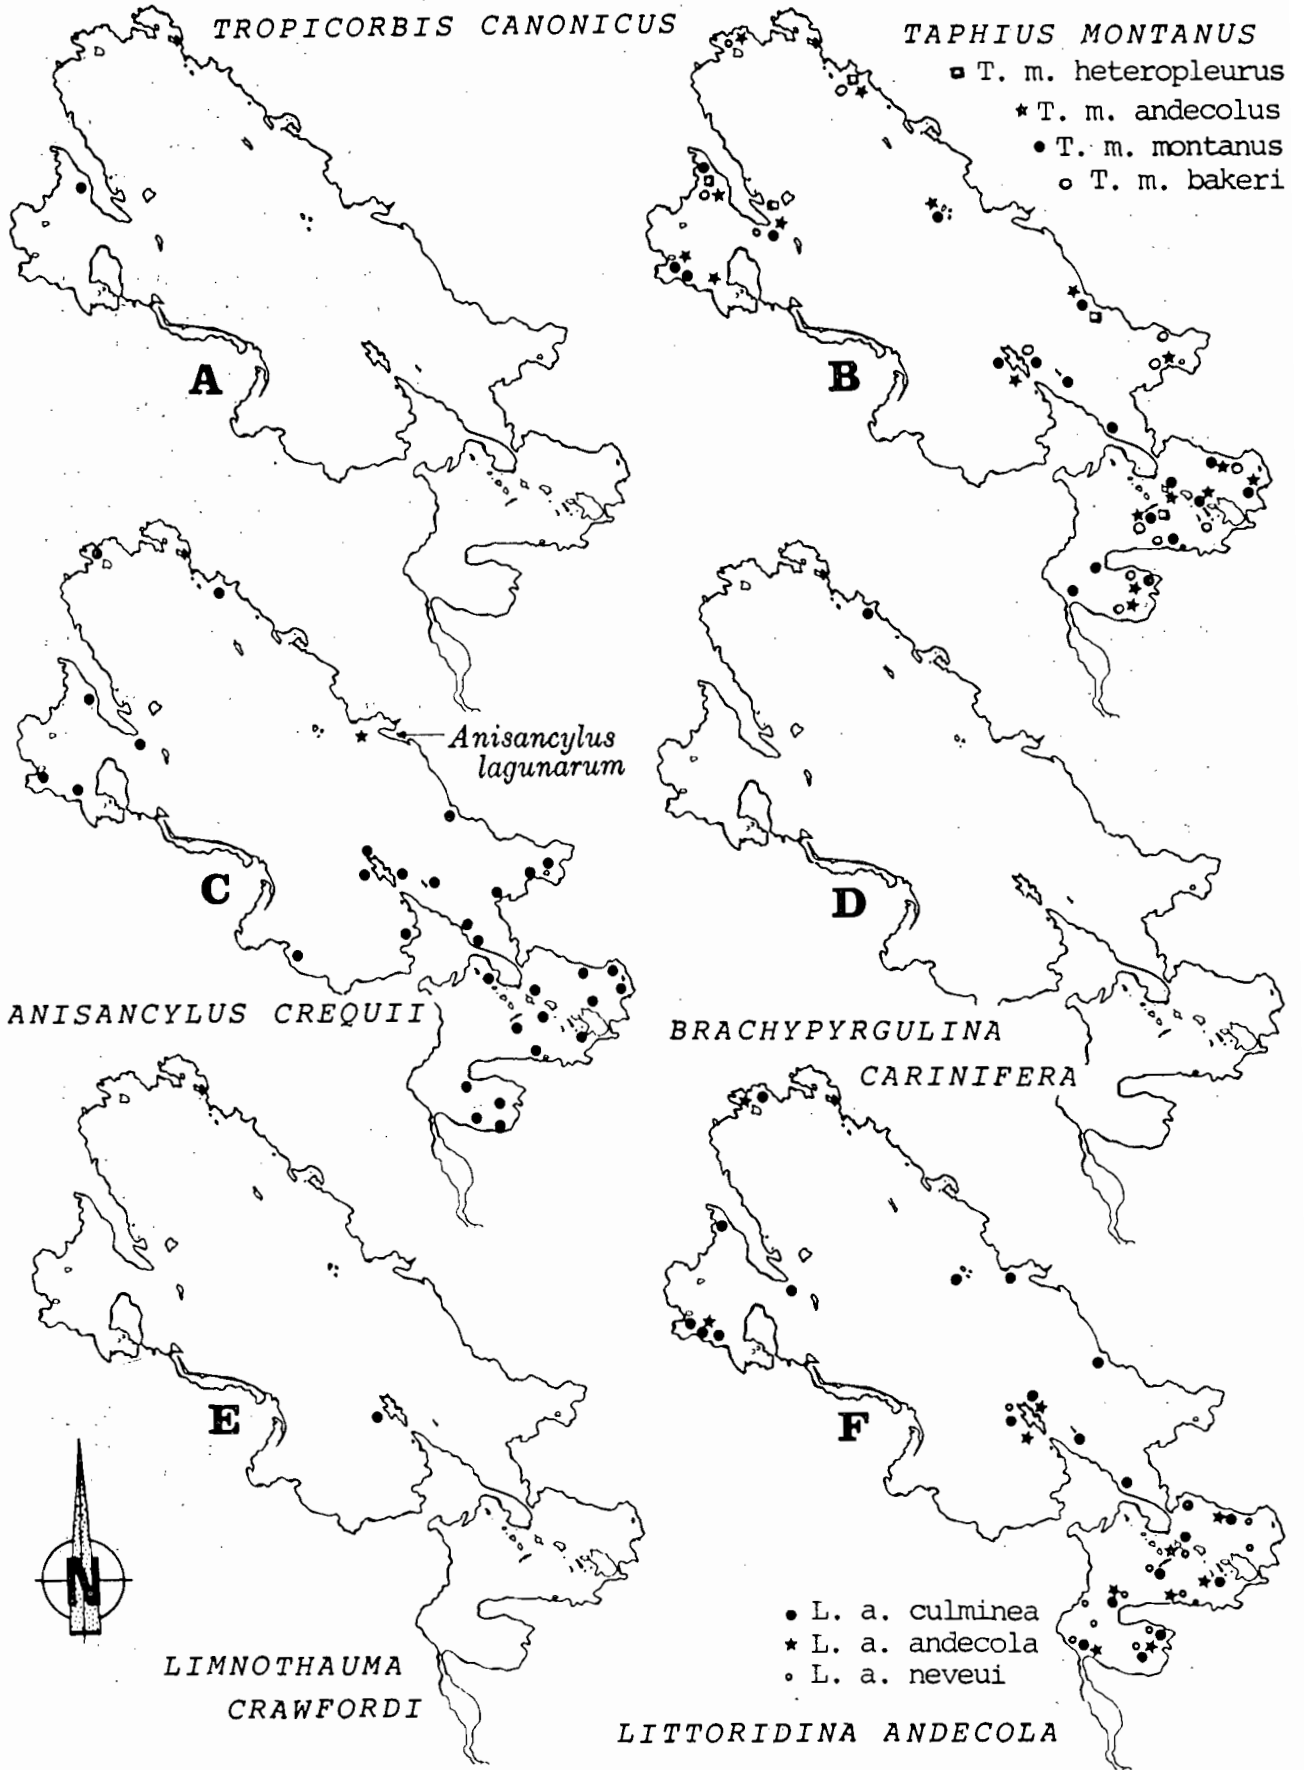 TROPICORBIS CANONICUS
A
TAPHIUS MONTANUS
T. m. heteropleurus
T. m. andecolus
T. m. montanus
T. m. bakeri
B
Anisancylus
lagunarum
C
ANISANCYLUS CREQUII
D
BRACHYPYRGULINA
CARINIFERA
E
N
LIMNOTHAUMA
CRAWFORDI
F
L. a. culminea
L. a. andecola
L. a. neveui
LITTORIDINA ANDECOLA